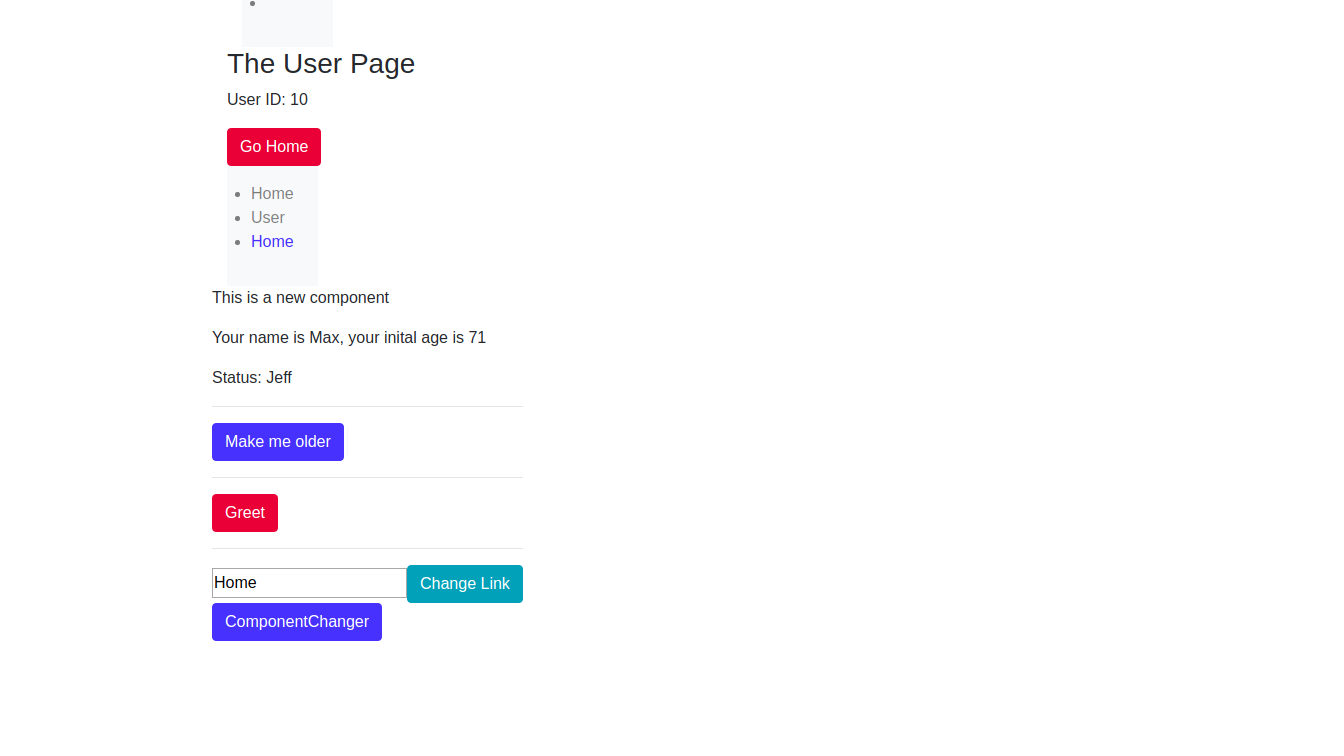 The User Page
User ID: 10
Go Home
Home
User
Home
This is a new component
Your name is Max, your inital age is 71
Status: Jeff
Make me older
Greet
Home Change Link
ComponentChanger